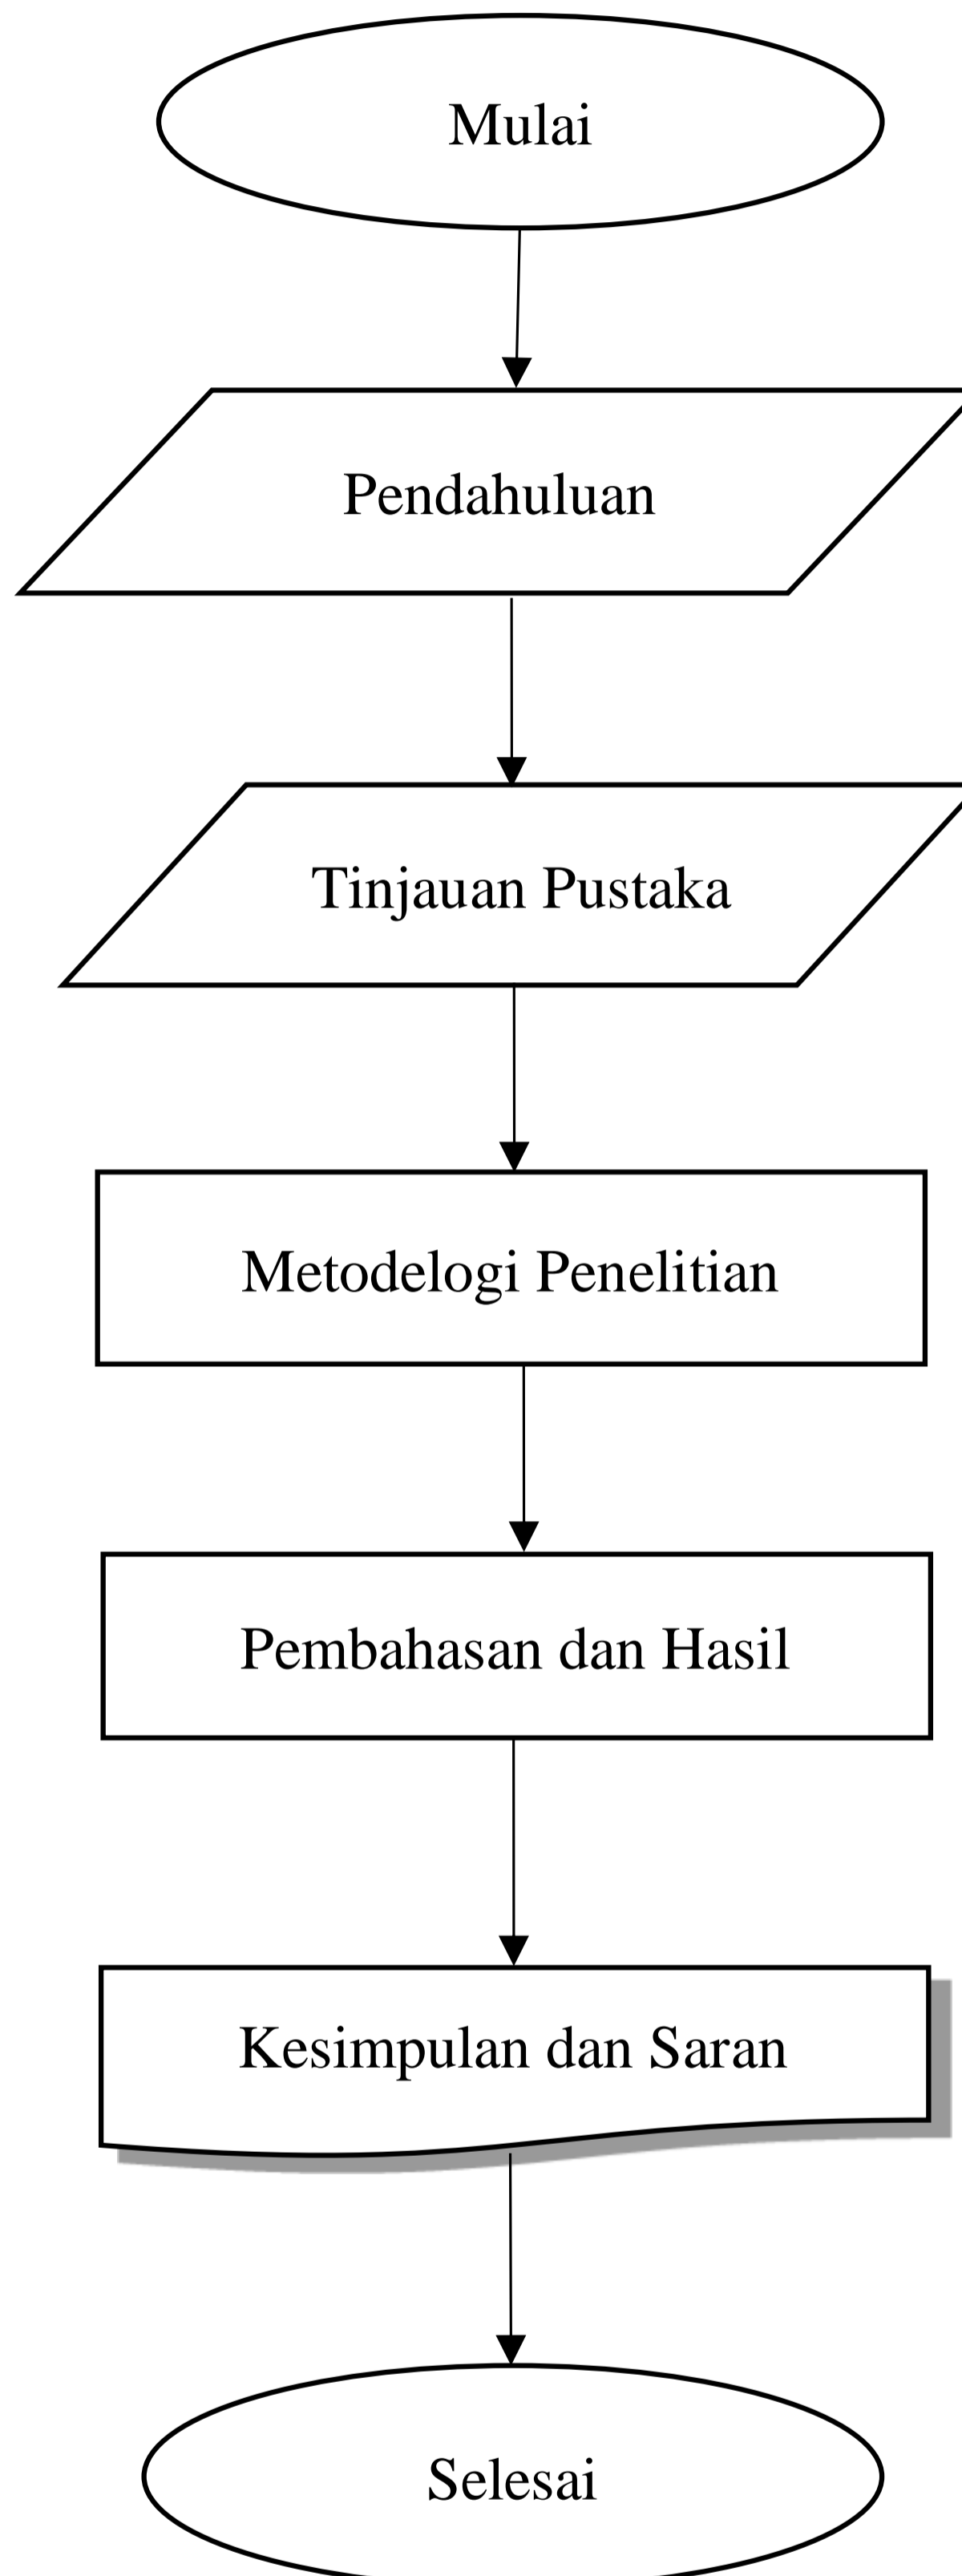 Mulai
Pendahuluan
Tinjauan Pustaka
Metodelogi Penelitian
Pembahasan dan Hasil
Kesimpulan dan Saran
Selesai